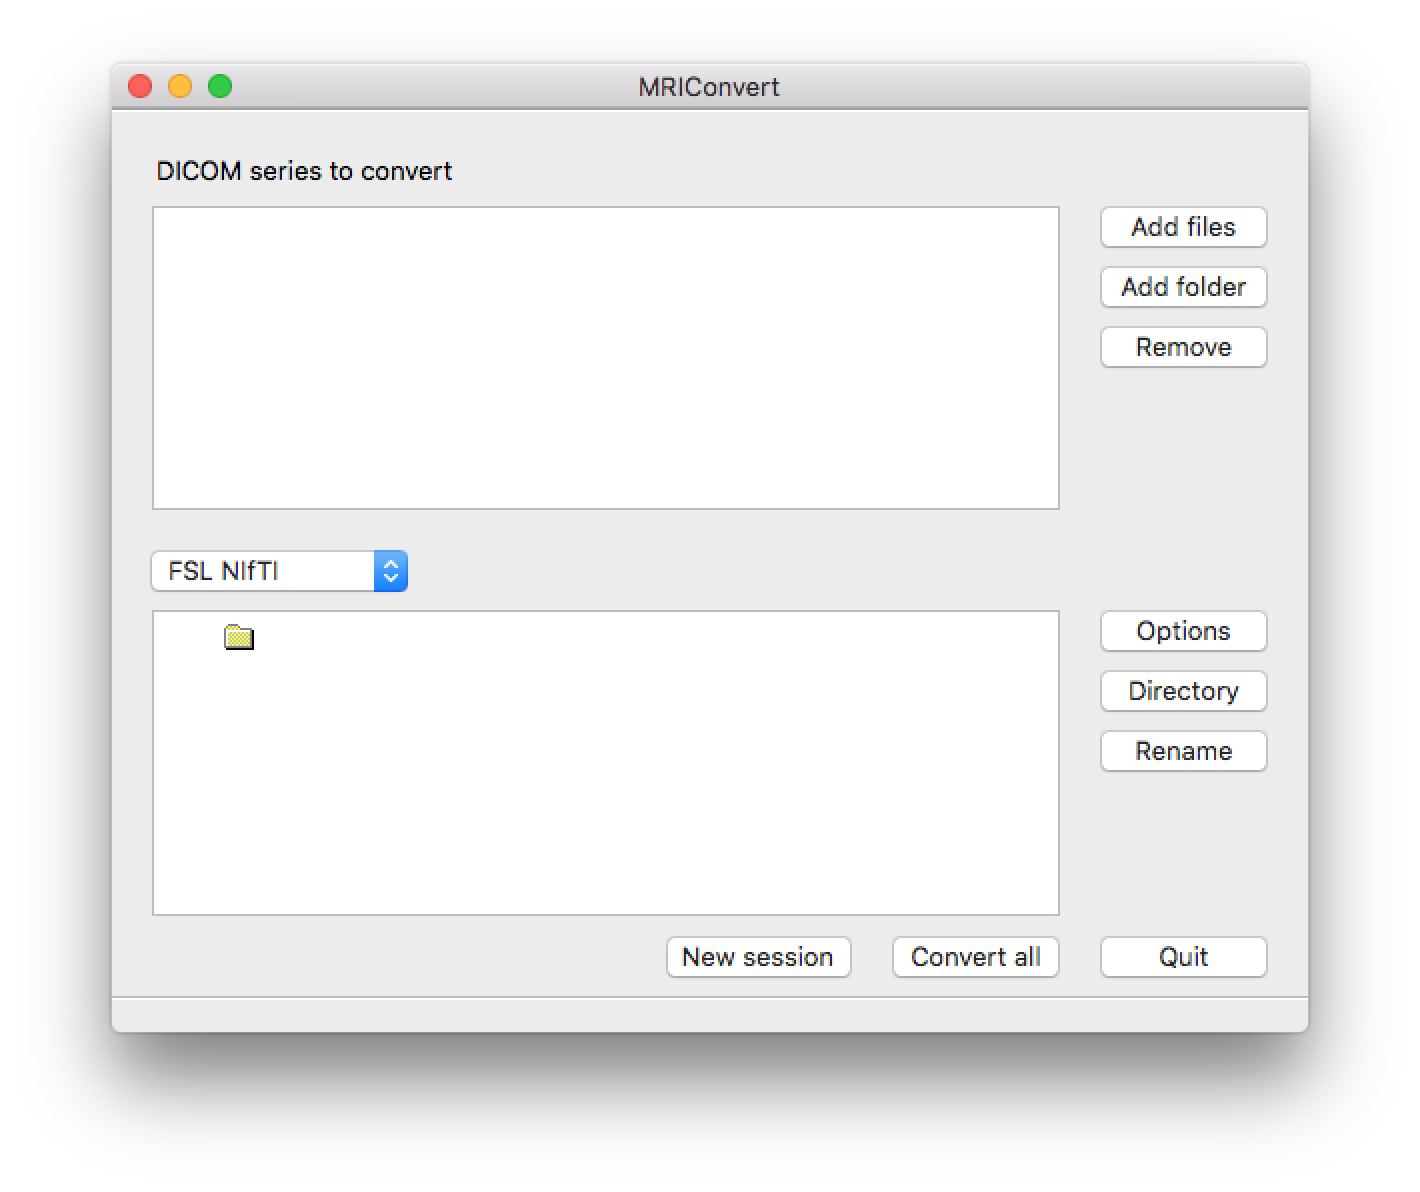 MRIConvert
DICOM series to convert
Add files
Add folder
Remove
FSL NIfTI
Options
Directory
Rename
New session
Convert all
Quit